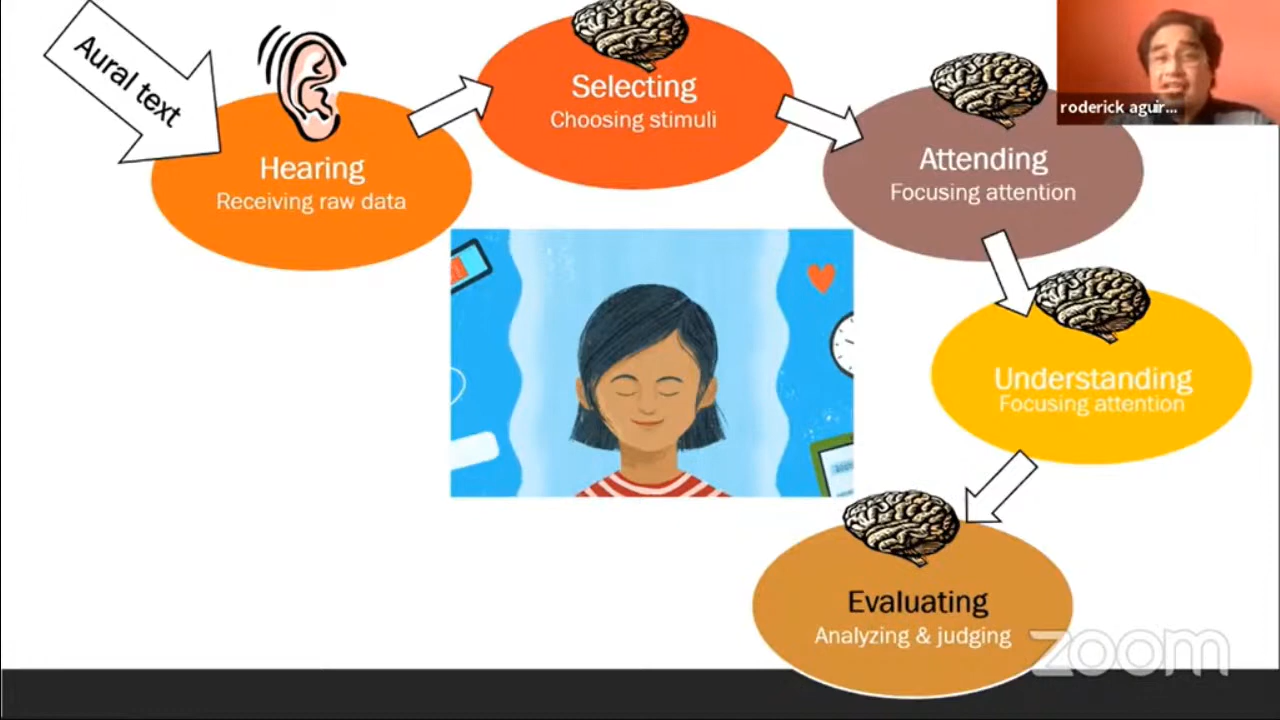 Aural text
Hearing
Receiving raw data
Selecting
Choosing stimuli
Attending
Focusing attention
roderick aguir...
Understanding
Focusing attention
Evaluating
Analyzing & judging
zoom